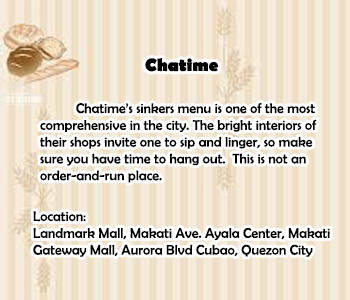 Chatime
Chatime's sinkers menu is one of the most
comprehensive in the city. The bright interiors of
their shops invite one to sip and linger, so make
sure you have time to hang out. This is not an
order-and-run place.
Location:
Landmark Mall, Makati Ave. Ayala Center, Makati
Gateway Mall, Aurora Blvd Cubao, Quezon City